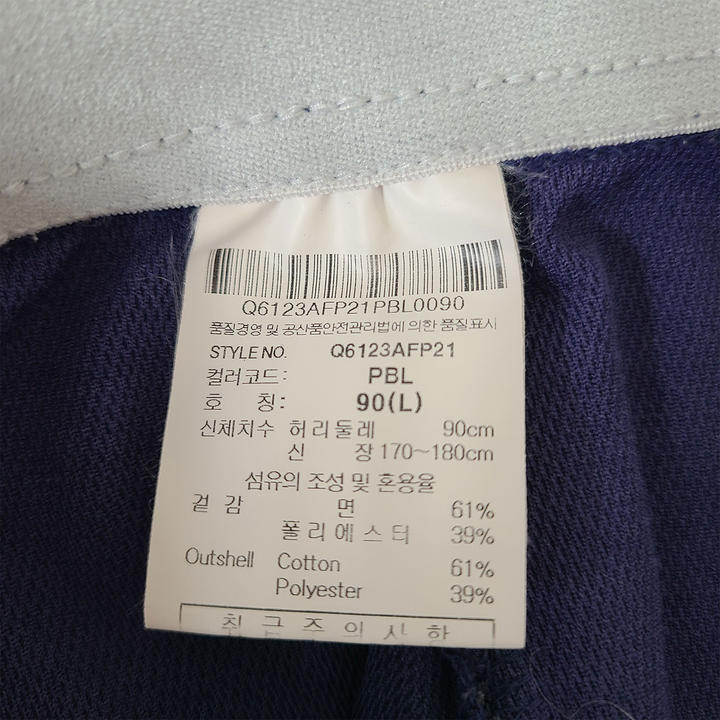 Q6123AFP21PBL0090
품질경영 및 공산품안전관리법에 의한 품질표시
STYLE NO. Q6123AFP21
컬러코드: PBL
호 칭: 90(L)
신체치수 허리둘레 90cm
신 장 170~180cm
섬유의 조성 및 혼용율
겉 감 면 61%
폴리에스터 39%
Outshell Cotton 61%
Polyester 39%
취급주의사항